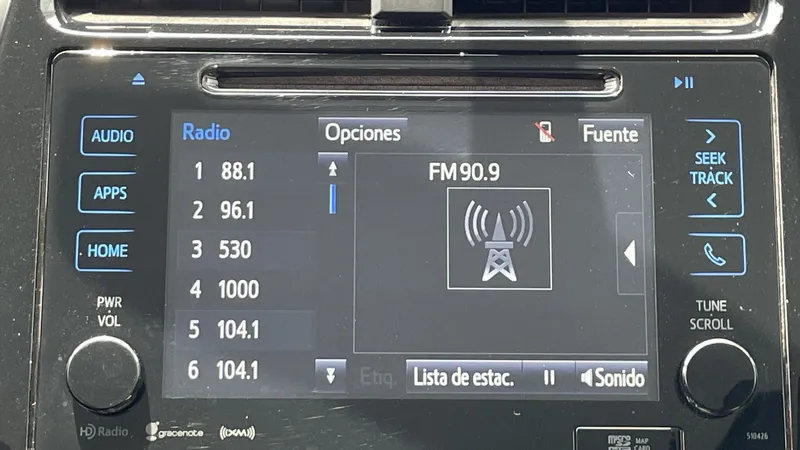 AUDIO
APPS
HOME
PWR
VOL
Radio
Opciones
Fuente
1 88.1
2 96.1
3 530
4 1000
5 104.1
6 104.1
FM 90.9
Etiq.
Lista de estac.
Sonido
SEEK
TRACK
TUNE
SCROLL
HD Radio
gracenote
((XM))
micro
MAP
CARD
510426